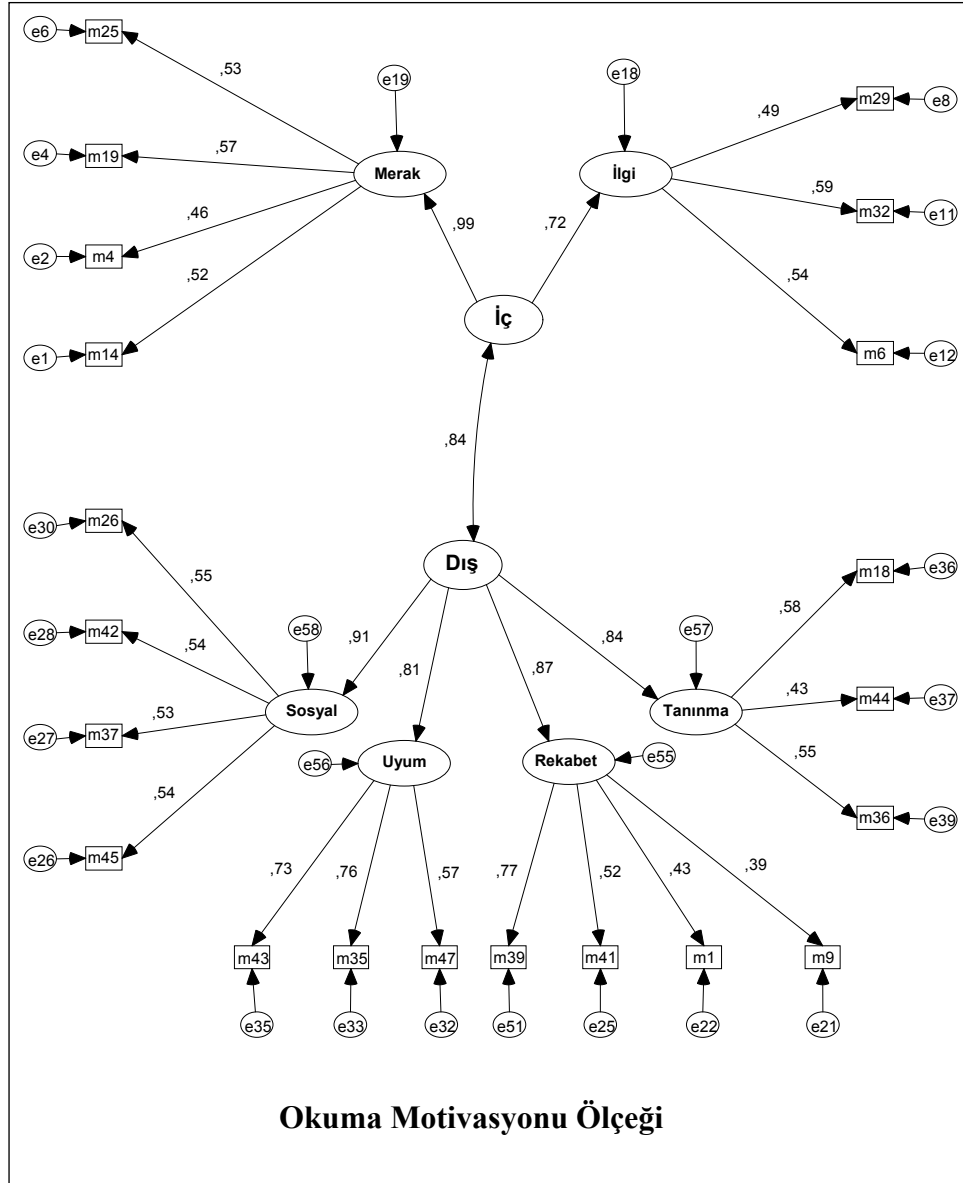 e6
m25
,53
e19
e18
m29
e8
,49
e4
m19
,57
Merak
İlgi
,59
m32
e11
e2
m4
,46
,99
,72
,52
,54
İç
e1
m14
m6
e12
,84
e30
m26
Dış
m18
e36
,55
,58
e28
m42
,54
e58
,91
,81
,87
,84
e57
,43
m44
e37
e27
m37
,53
Sosyal
Tanınma
,55
e56
Uyum
Rekabet
e55
m36
e39
e26
m45
,54
,73
,76
,57
,77
,52
,43
,39
m43
m35
m47
m39
m41
m1
m9
e35
e33
e32
e51
e25
e22
e21
Okuma Motivasyonu Ölçeği